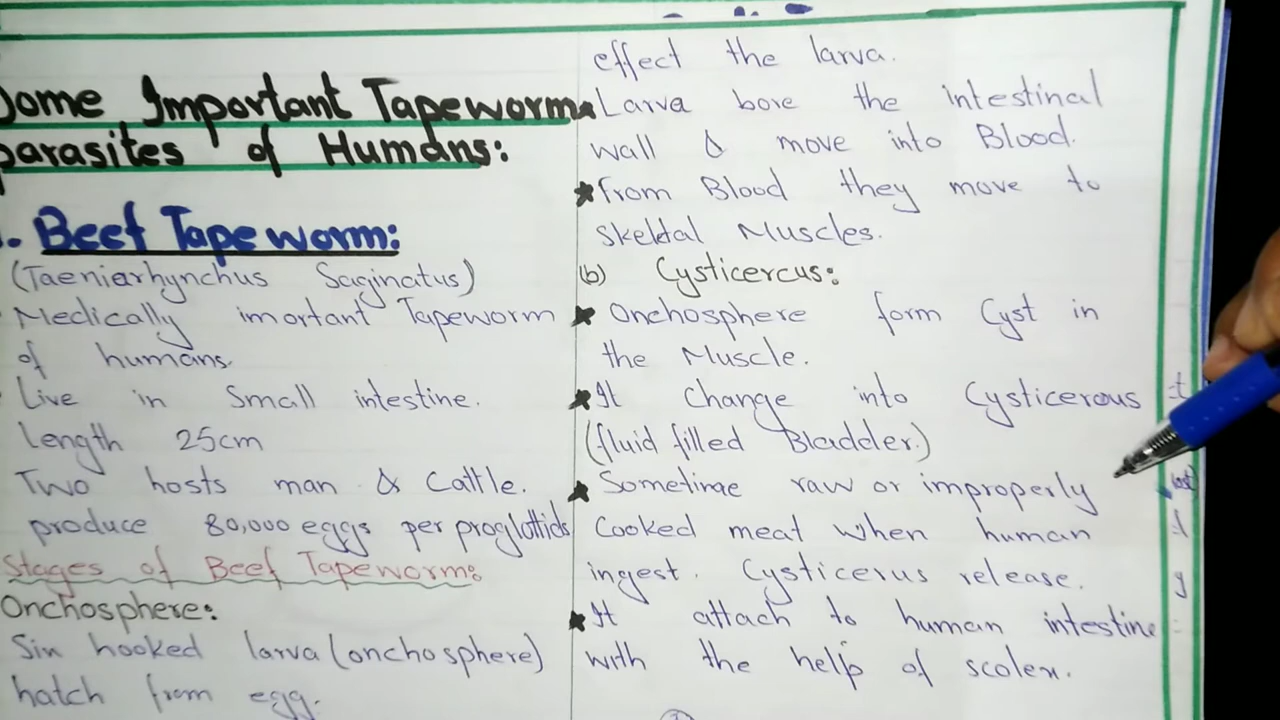 Some Important Tapeworm
parasites of Humans:
. Beef Tapeworm:
(Taeniarhynchus Saginatus)
Medically imortant Tapeworm
of humans.
Live in Small intestine.
Length 25cm
Two hosts man & Cattle.
produce 80,000 eggs per proglottids
Stages of Beef Tapeworm:
Onchosphere:
Sin hooked larva (onchosphere)
hatch from egg.
effect the larva.
Larva bore the intestinal
wall & move into Blood.
★ from Blood they move to
Skeletal Muscles.
(b) Cysticercus:
★ Onchosphere form Cyst in
the Muscle.
★ It change into Cysticerous
(fluid filled Bladder.)
★ Sometimae raw or improperly
Cooked meat when human
ingest. Cysticerus release.
★ It attach to human intestine
with the help of scolex.